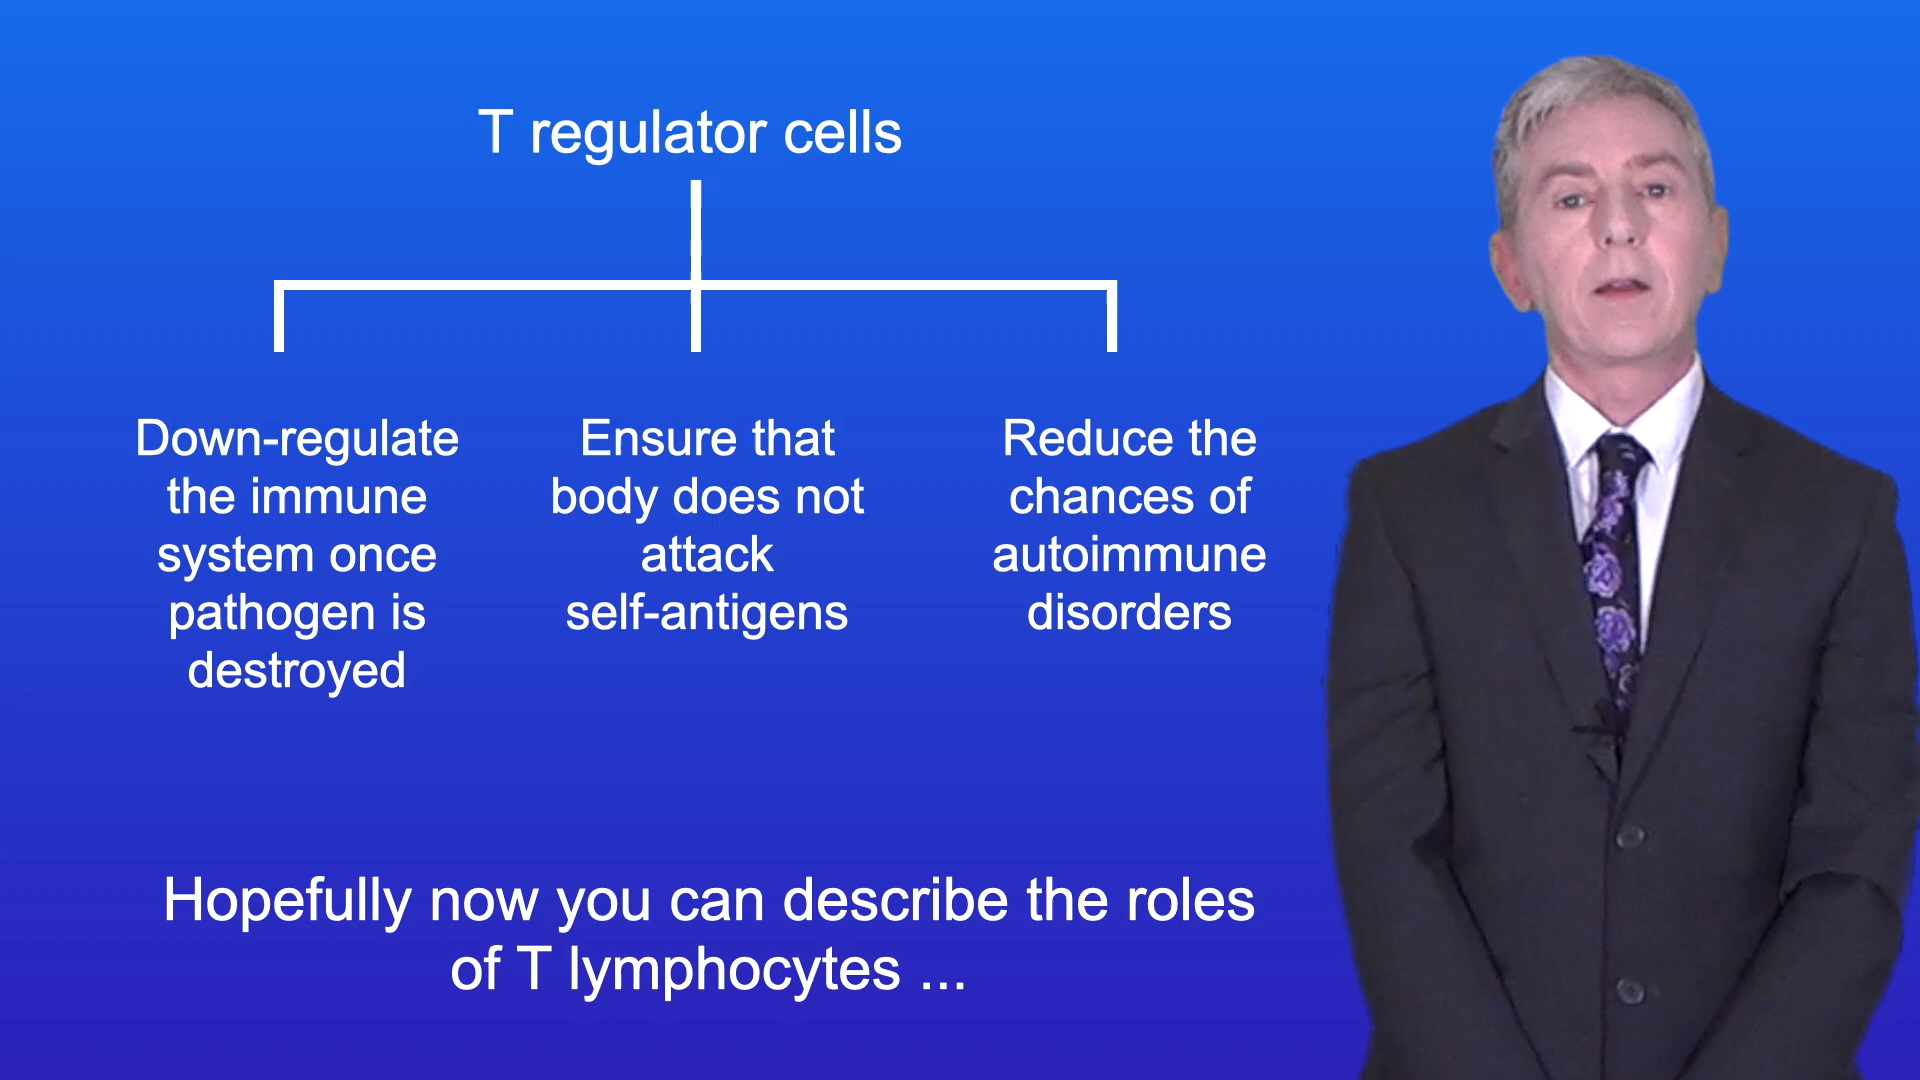 T regulator cells
Down-regulate
the immune
system once
pathogen is
destroyed
Ensure that
body does not
attack
self-antigens
Reduce the
chances of
autoimmune
disorders
Hopefully now you can describe the roles
of T lymphocytes ...